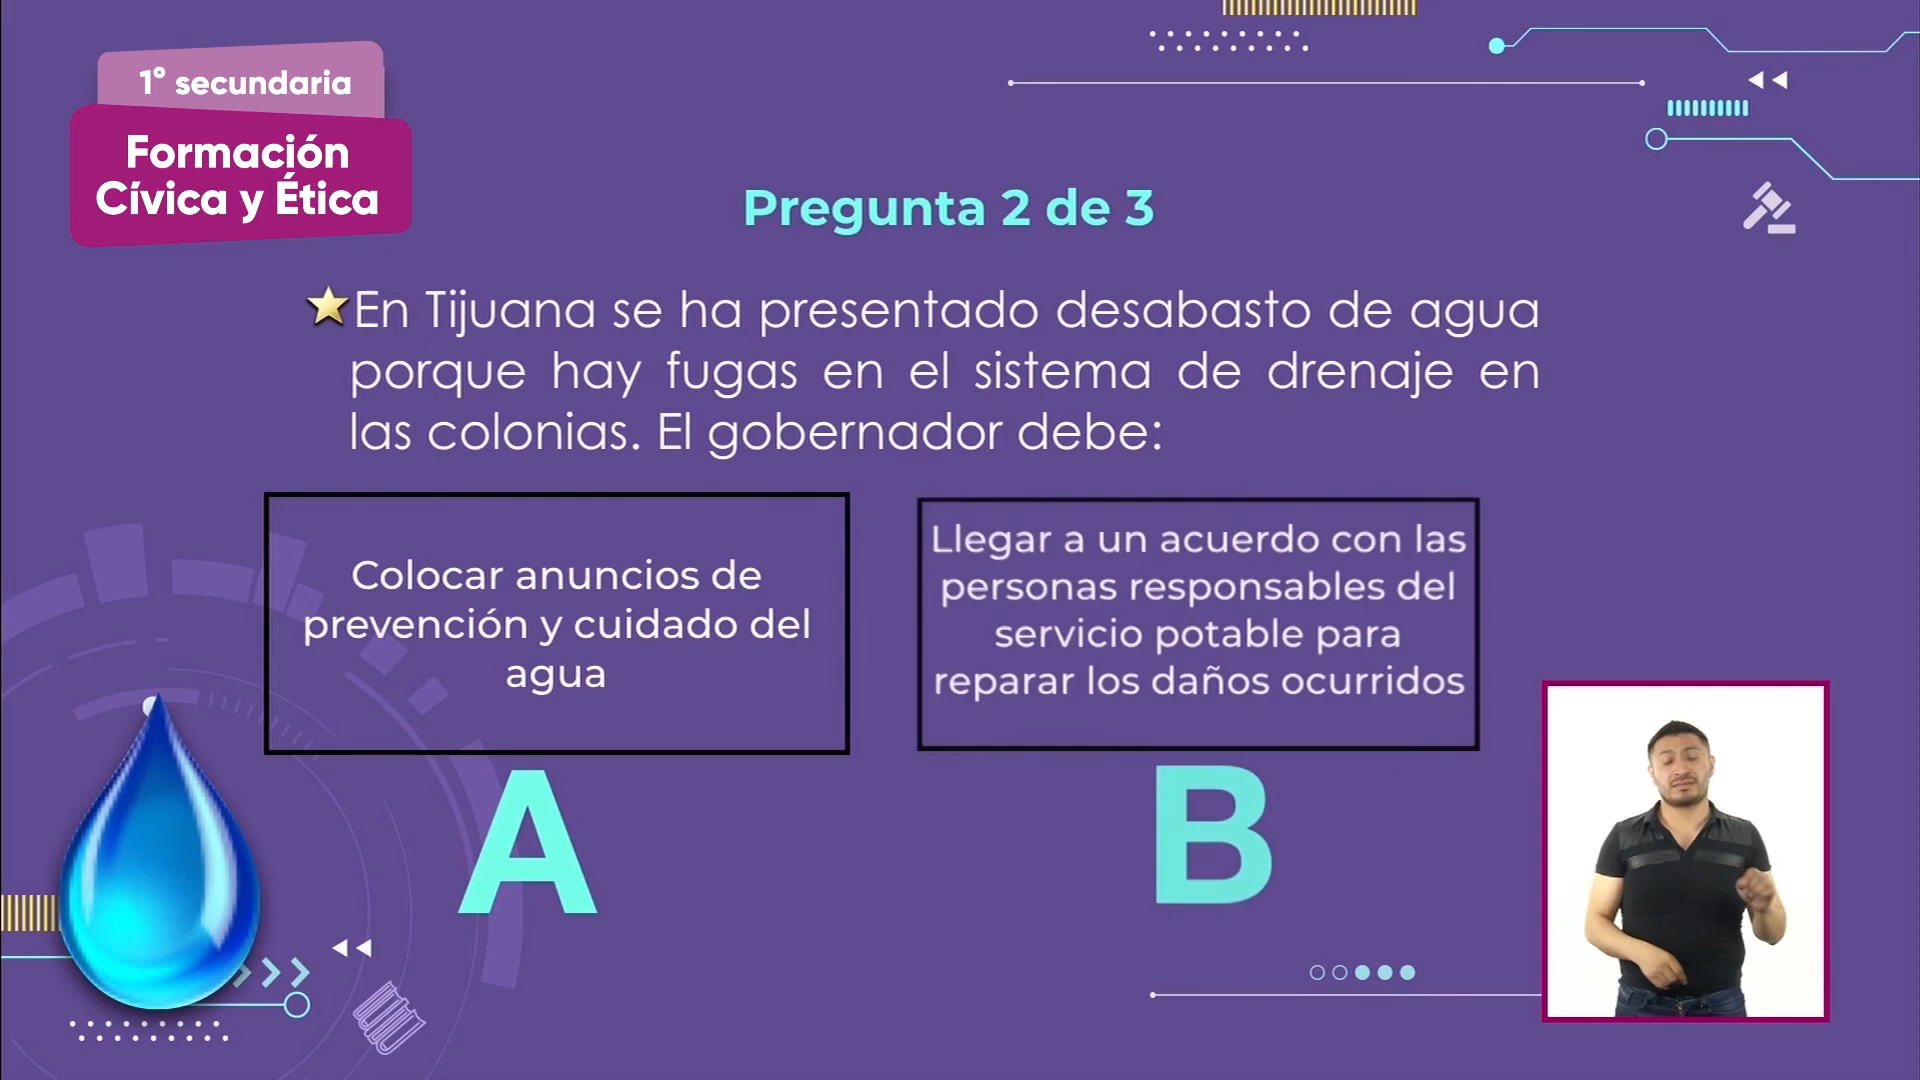 1° secundaria
Formación
Cívica y Ética
Pregunta 2 de 3
En Tijuana se ha presentado desabasto de agua
porque hay fugas en el sistema de drenaje en
las colonias. El gobernador debe:
Colocar anuncios de
prevención y cuidado del
agua
A
Llegar a un acuerdo con las
personas responsables del
servicio potable para
reparar los daños ocurridos
B